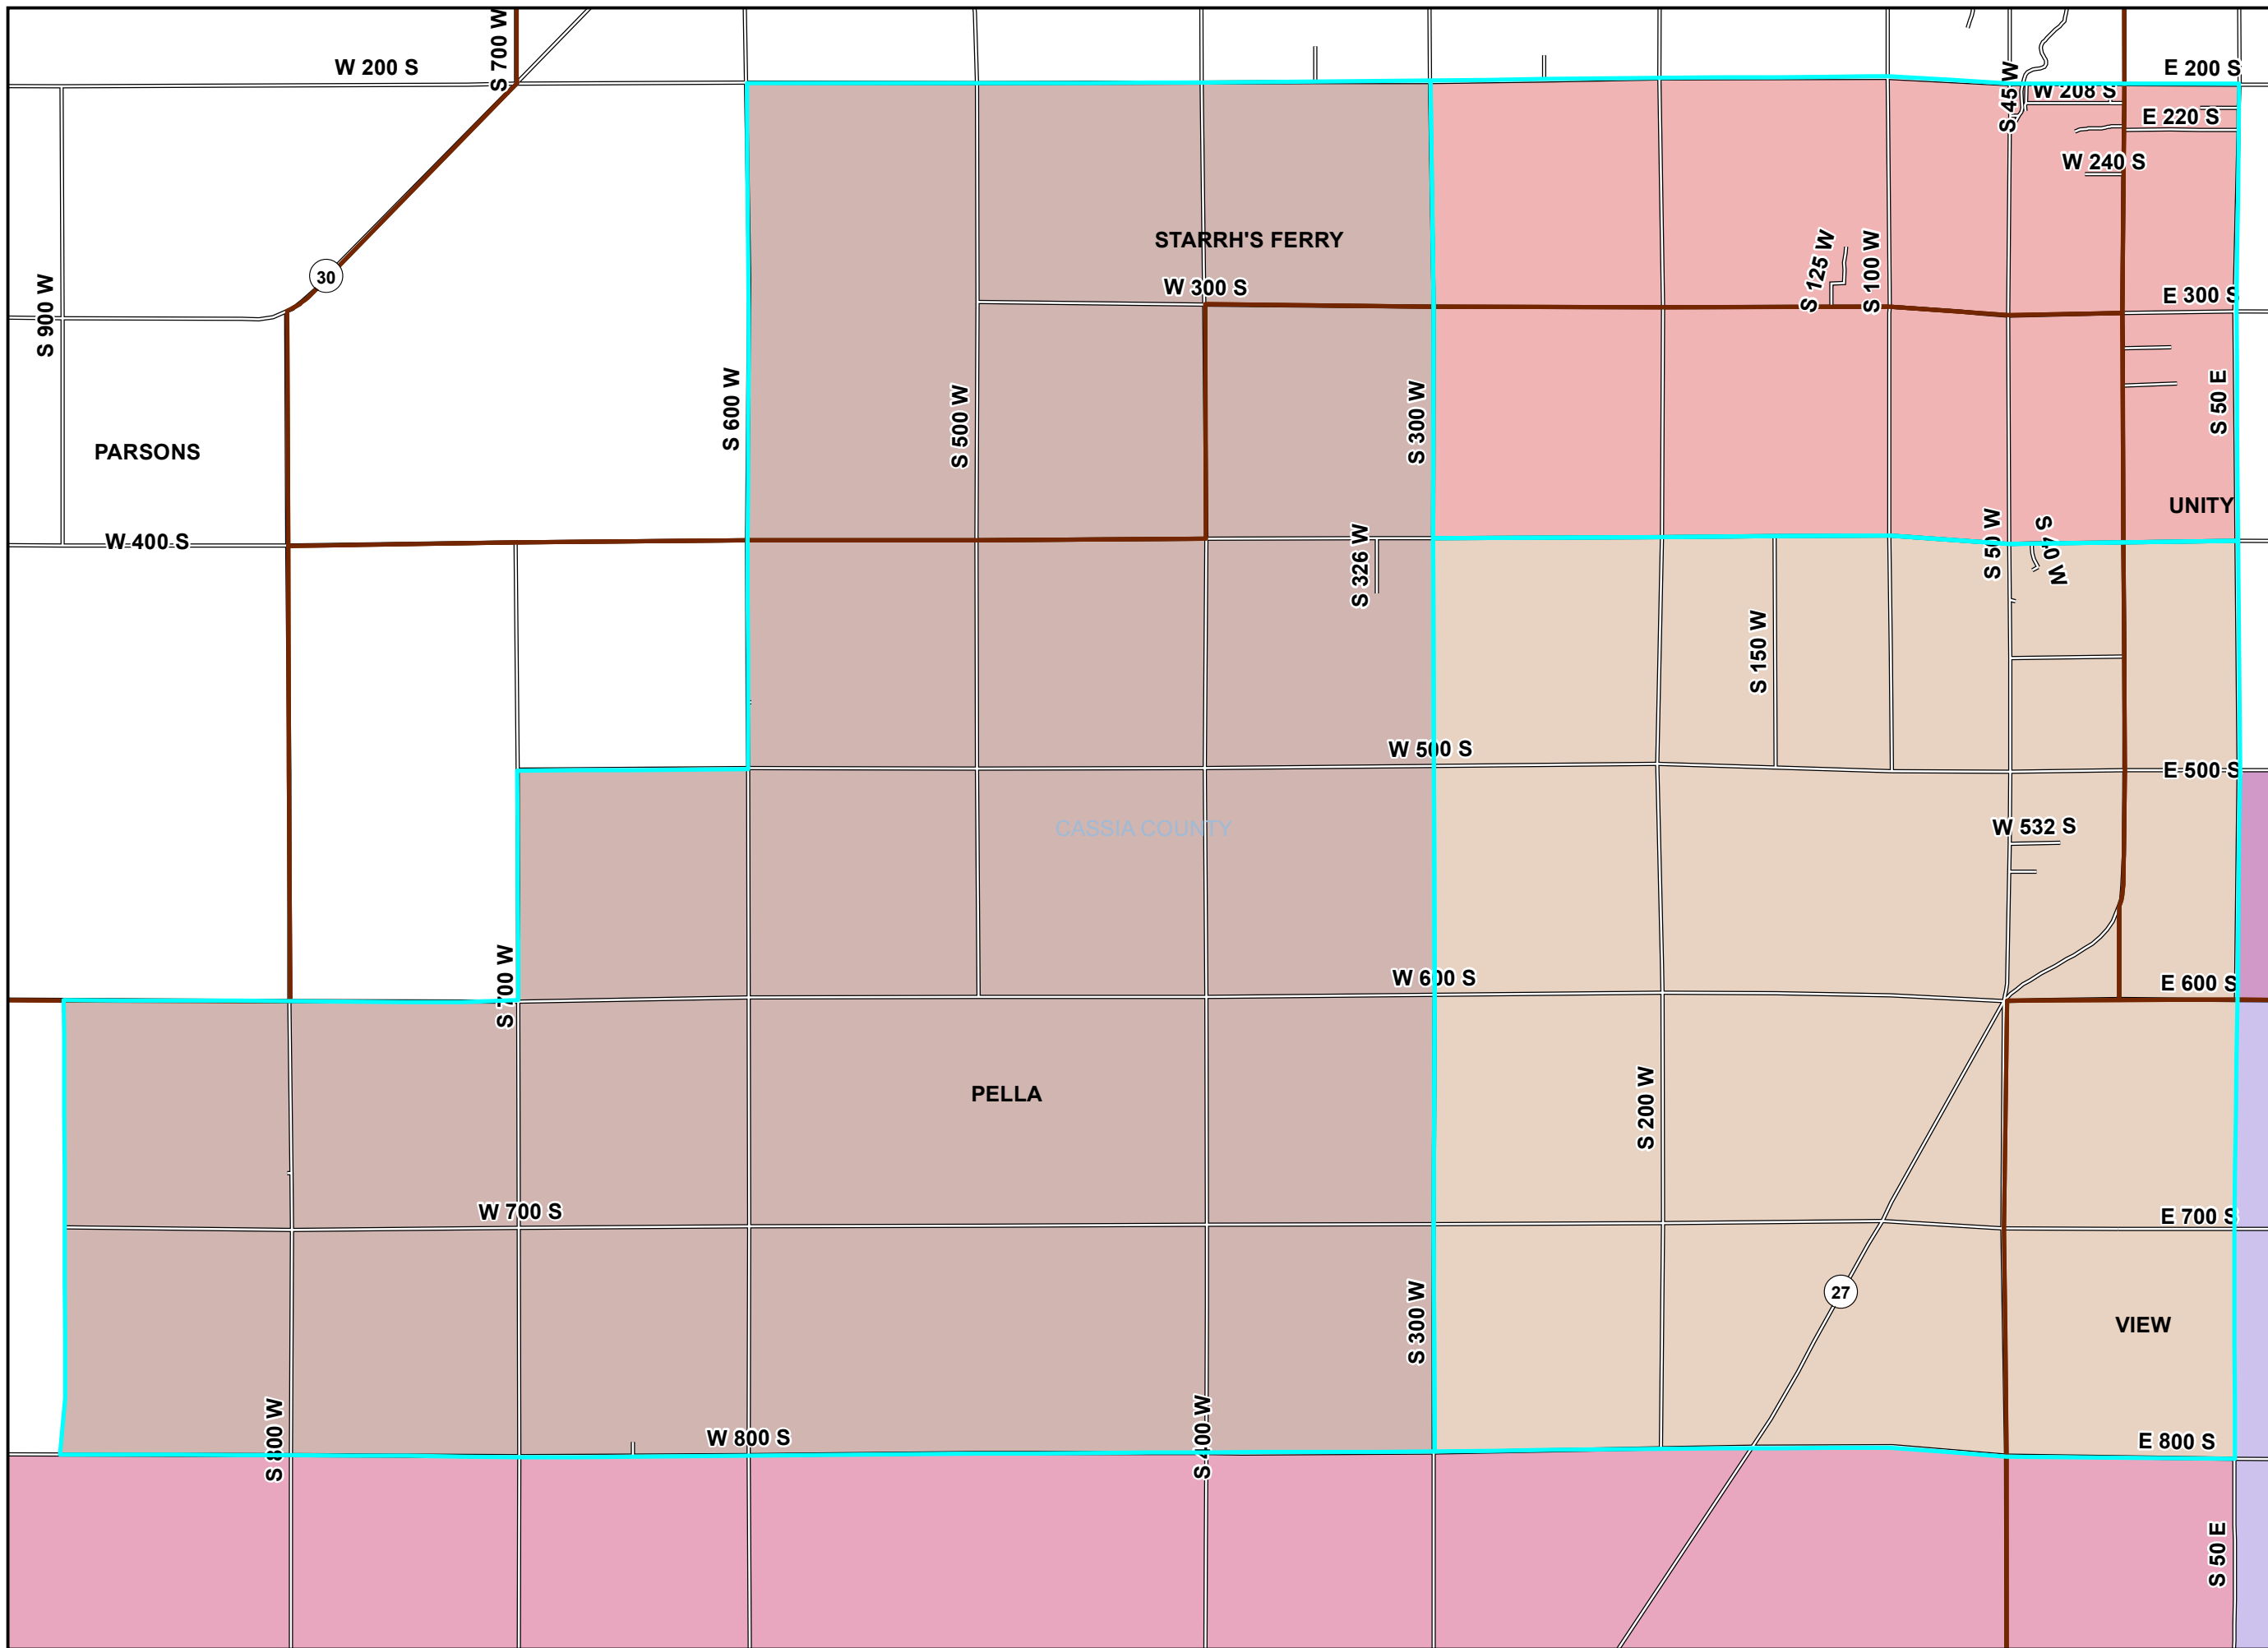 S 700 W
W 200 S
E 200 S
S 45 W
W 208 S
E 220 S
W 240 S
STARRH'S FERRY
S 125 W
S 100 W
30
W 300 S
E 300 S
S 900 W
S 600 W
S 500 W
S 300 W
S 50 E
PARSONS
UNITY
W 400 S
S 326 W
S 50 W
S 40 W
S 150 W
W 500 S
E 500 S
CASSIA COUNTY
W 532 S
S 700 W
W 600 S
E 600 S
PELLA
S 200 W
W 700 S
E 700 S
27
S 300 W
VIEW
S 800 W
S 400 W
W 800 S
E 800 S
S 50 E